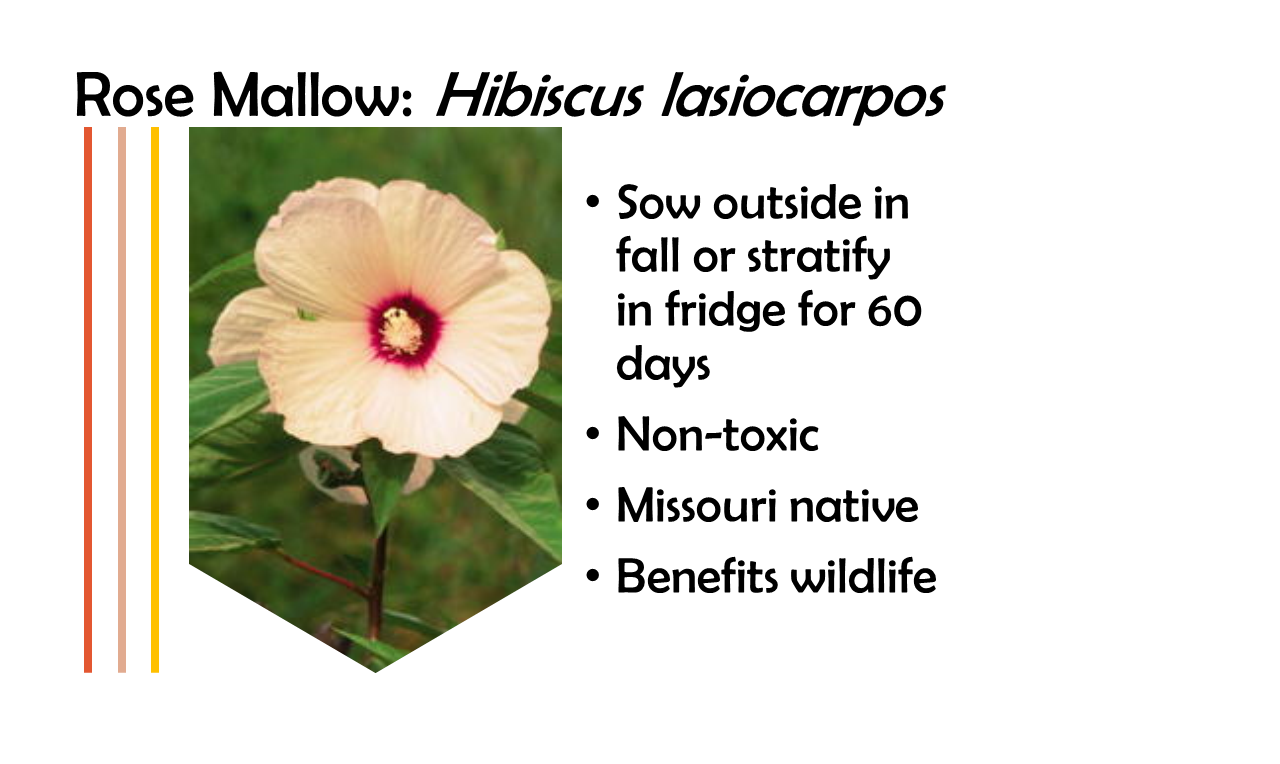 Rose Mallow: Hibiscus lasiocarpos
• Sow outside in
fall or stratify
in fridge for 60
days
• Non-toxic
• Missouri native
• Benefits wildlife